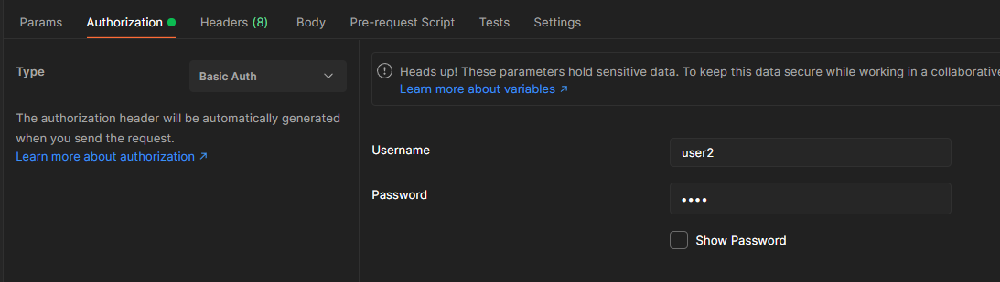 Params Authorization Headers (8) Body Pre-request Script Tests Settings
Type Basic Auth
The authorization header will be automatically generated
when you send the request.
Learn more about authorization ↗
Heads up! These parameters hold sensitive data. To keep this data secure while working in a collaborative
Learn more about variables ↗
Username user2
Password ••••
Show Password